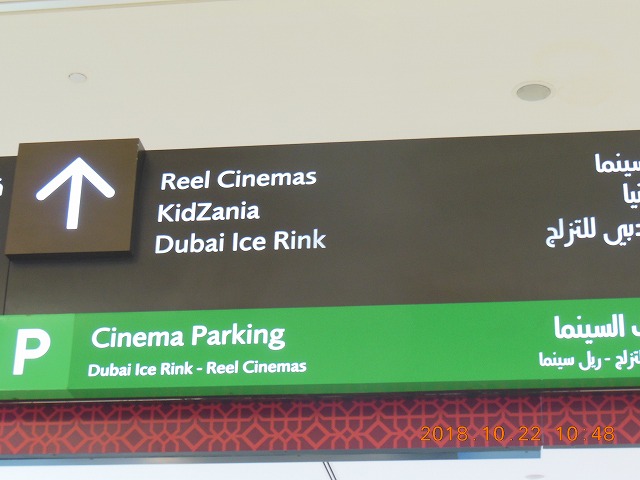 Reel Cinemas
KidZania
Dubai Ice Rink
دبي للتزلج
P
Cinema Parking
Dubai Ice Rink - Reel Cinemas
السينما
ريل سينما
2018.10.22 10:48